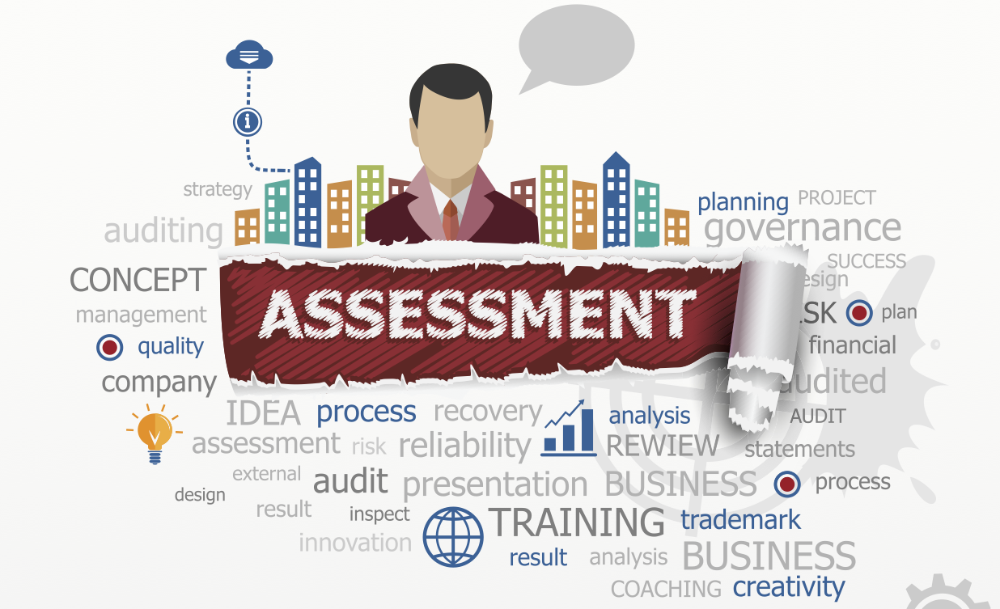 strategy
planning PROJECT
auditing
governance
SUCCESS
esign
CONCEPT
ASSESSMENT
SK plan
management
quality
financial
company
audited
IDEA process recovery
analysis AUDIT
assessment risk reliability
REWIEW statements
external audit presentation BUSINESS process
design
result inspect TRAINING trademark
innovation
result analysis BUSINESS
COACHING creativity
i